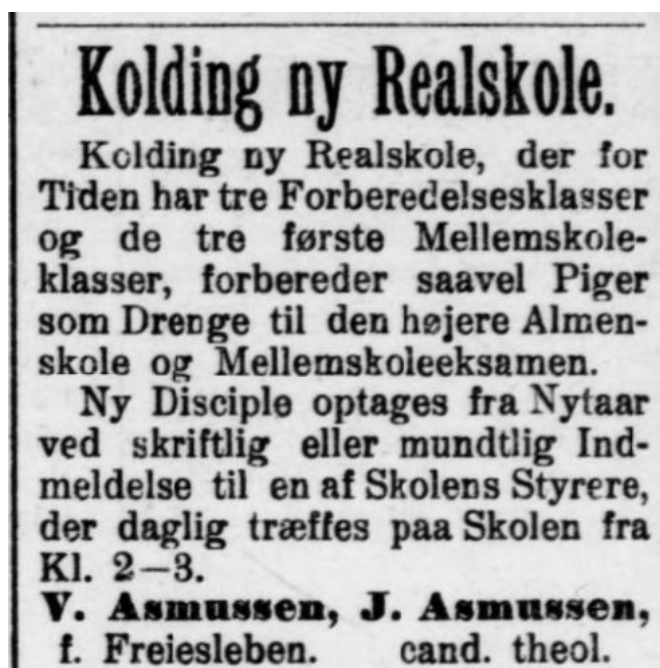 Kolding ny Realskole.
Kolding ny Realskole, der for
Tiden har tre Forberedelsesklasser
og de tre første Mellemskole-
klasser, forbereder saavel Piger
som Drenge til den højere Almen-
skole og Mellemskoleeksamen.
Ny Disciple optages fra Nytaar
ved skriftlig eller mundtlig Ind-
meldelse til en af Skolens Styrere,
der daglig træffes paa Skolen fra
Kl. 2—3.
V. Asmussen, J. Asmussen,
f. Freiesleben. cand. theol.